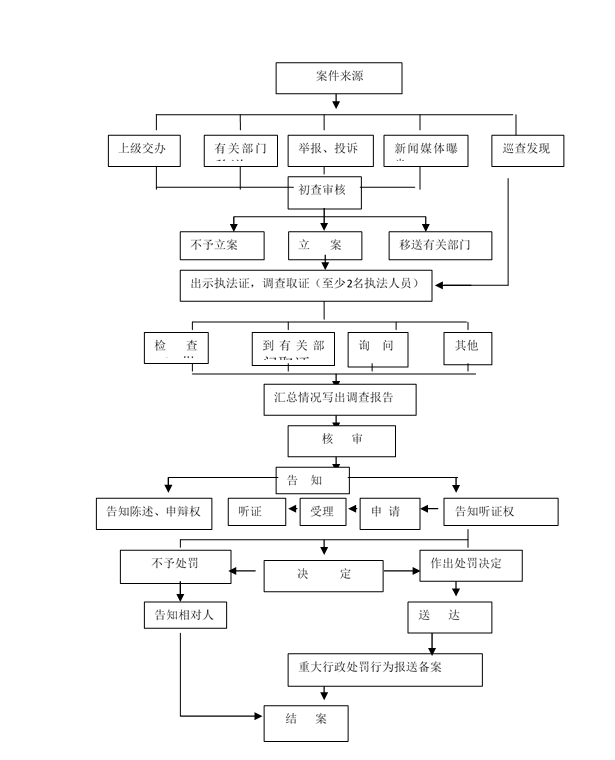 案件来源
上级交办
有关部门
举报、投诉
新闻媒体曝
巡查发现
初查审核
不予立案
立 案
移送有关部门
出示执法证，调查取证（至少2名执法人员）
检 查
到有关部
询 问
其他
汇总情况写出调查报告
核 审
告 知
告知陈述、申辩权
听证
受理
申 请
告知听证权
不予处罚
决 定
作出处罚决定
告知相对人
送 达
重大行政处罚行为报送备案
结 案